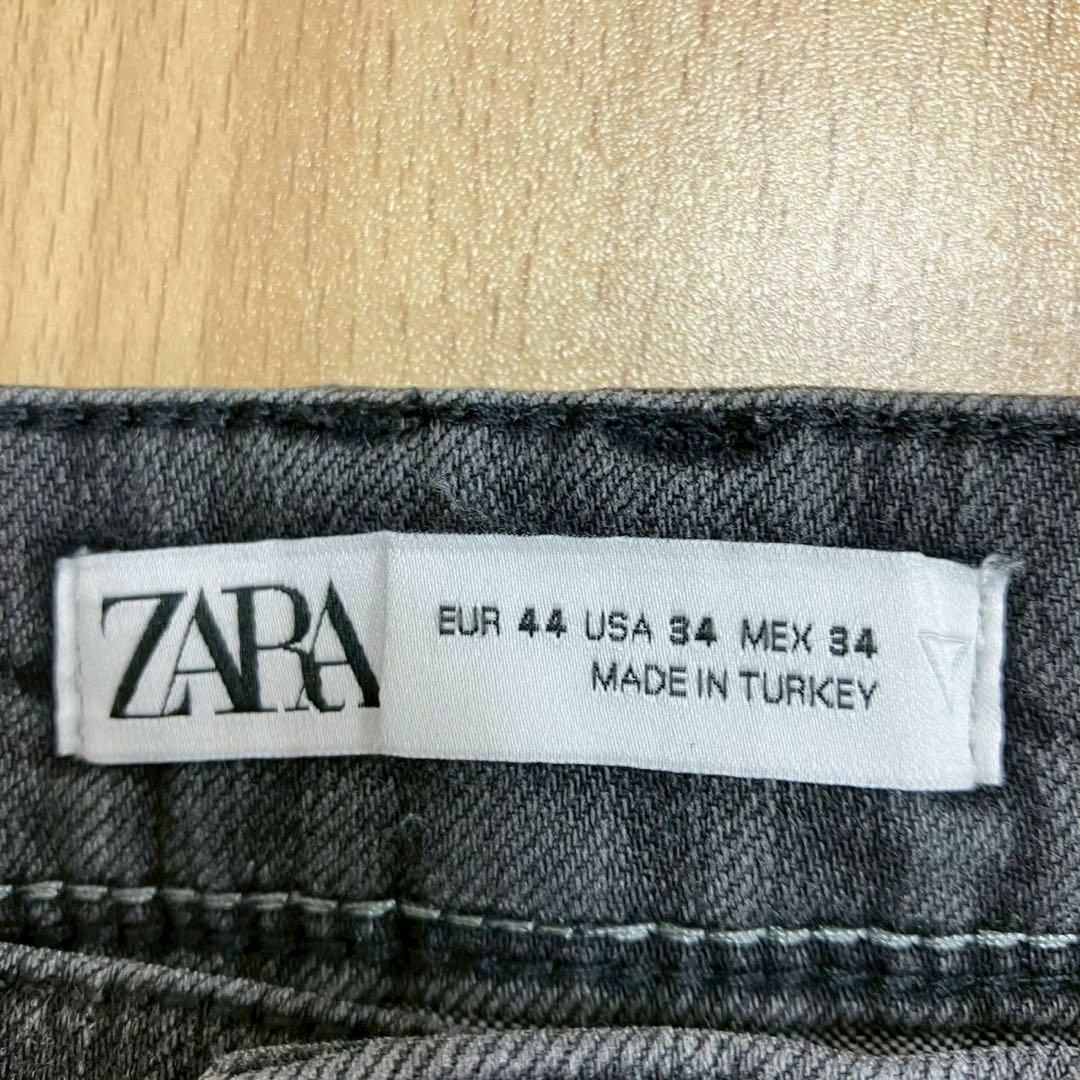 ZARA
EUR 44 USA 34 MEX 34
MADE IN TURKEY